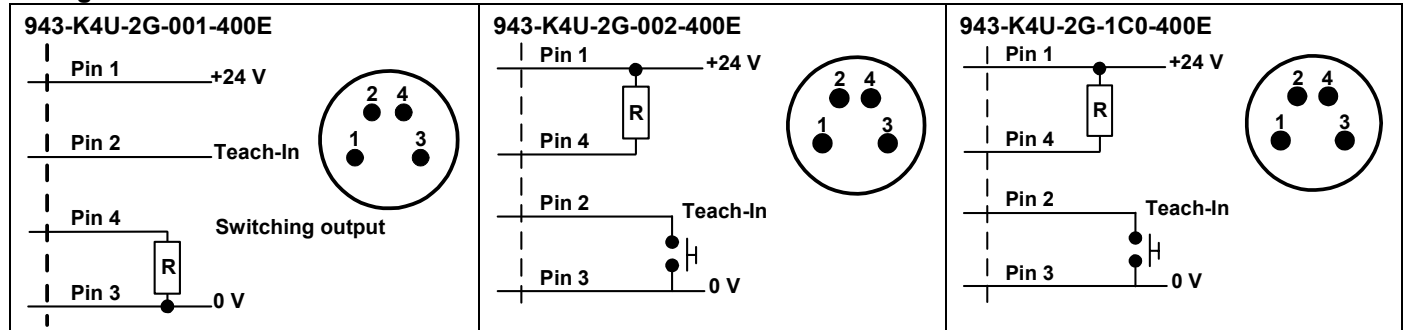 943-K4U-2G-001-400E
Pin 1
+24 V
Pin 2
Teach-In
Pin 4
Switching output
R
Pin 3
0 V
2 4
1 3
943-K4U-2G-002-400E
Pin 1
+24 V
R
Pin 4
Pin 2
Teach-In
Pin 3
0 V
2 4
1 3
943-K4U-2G-1C0-400E
Pin 1
+24 V
R
Pin 4
Pin 2
Teach-In
Pin 3
0 V
2 4
1 3